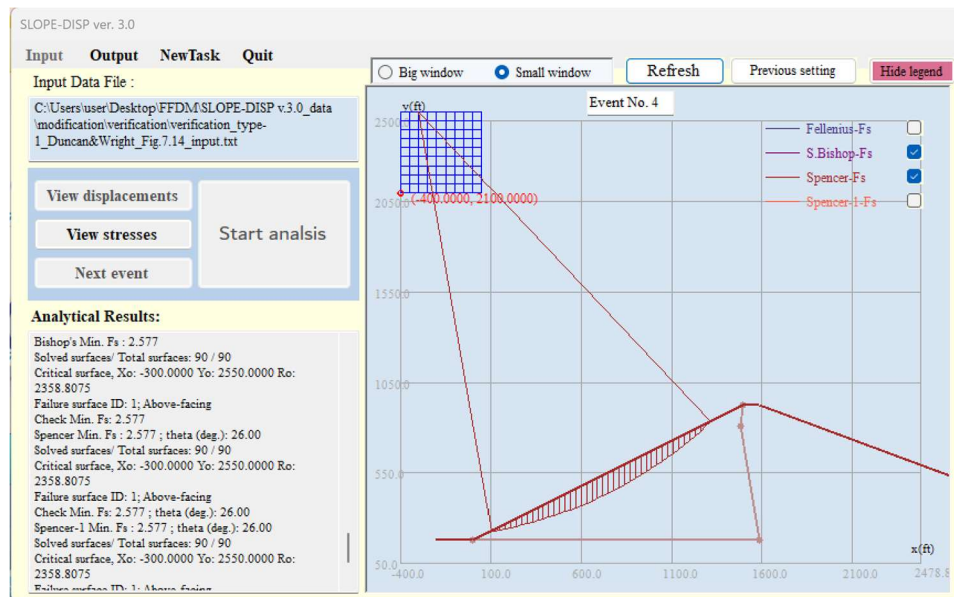 SLOPE-DISP ver. 3.0
Input Output NewTask Quit
Input Data File :
C:\Users\user\Desktop\FFDM\SLOPE-DISP v.3.0_data
\modification\verification\verification_type-
1_Duncan&Wright_Fig.7.14_input.txt
View displacements
View stresses
Next event
Start analsis
Analytical Results:
Bishop's Min. Fs : 2.577
Solved surfaces/ Total surfaces: 90 / 90
Critical surface, Xo: -300.0000 Yo: 2550.0000 Ro:
2358.8075
Failure surface ID: 1; Above-facing
Check Min. Fs: 2.577
Spencer Min. Fs : 2.577 ; theta (deg.): 26.00
Solved surfaces/ Total surfaces: 90 / 90
Critical surface, Xo: -300.0000 Yo: 2550.0000 Ro:
2358.8075
Failure surface ID: 1; Above-facing
Check Min. Fs: 2.577 ; theta (deg.): 26.00
Spencer-1 Min. Fs : 2.577 ; theta (deg.): 26.00
Solved surfaces/ Total surfaces: 90 / 90
Critical surface, Xo: -300.0000 Yo: 2550.0000 Ro:
2358.8075
Failure surface ID: 1; Above-facing
Big window Small window Refresh Previous setting Hide legend
Event No. 4
y(ft)
Fellenius-Fs
S.Bishop-Fs
Spencer-Fs
Spencer-1-Fs
2500.0
2050.0
(-400.0000, 2100.0000)
1550.0
1050.0
550.0
50.0
x(ft)
-400.0 100.0 600.0 1100.0 1600.0 2100.0 2478.8